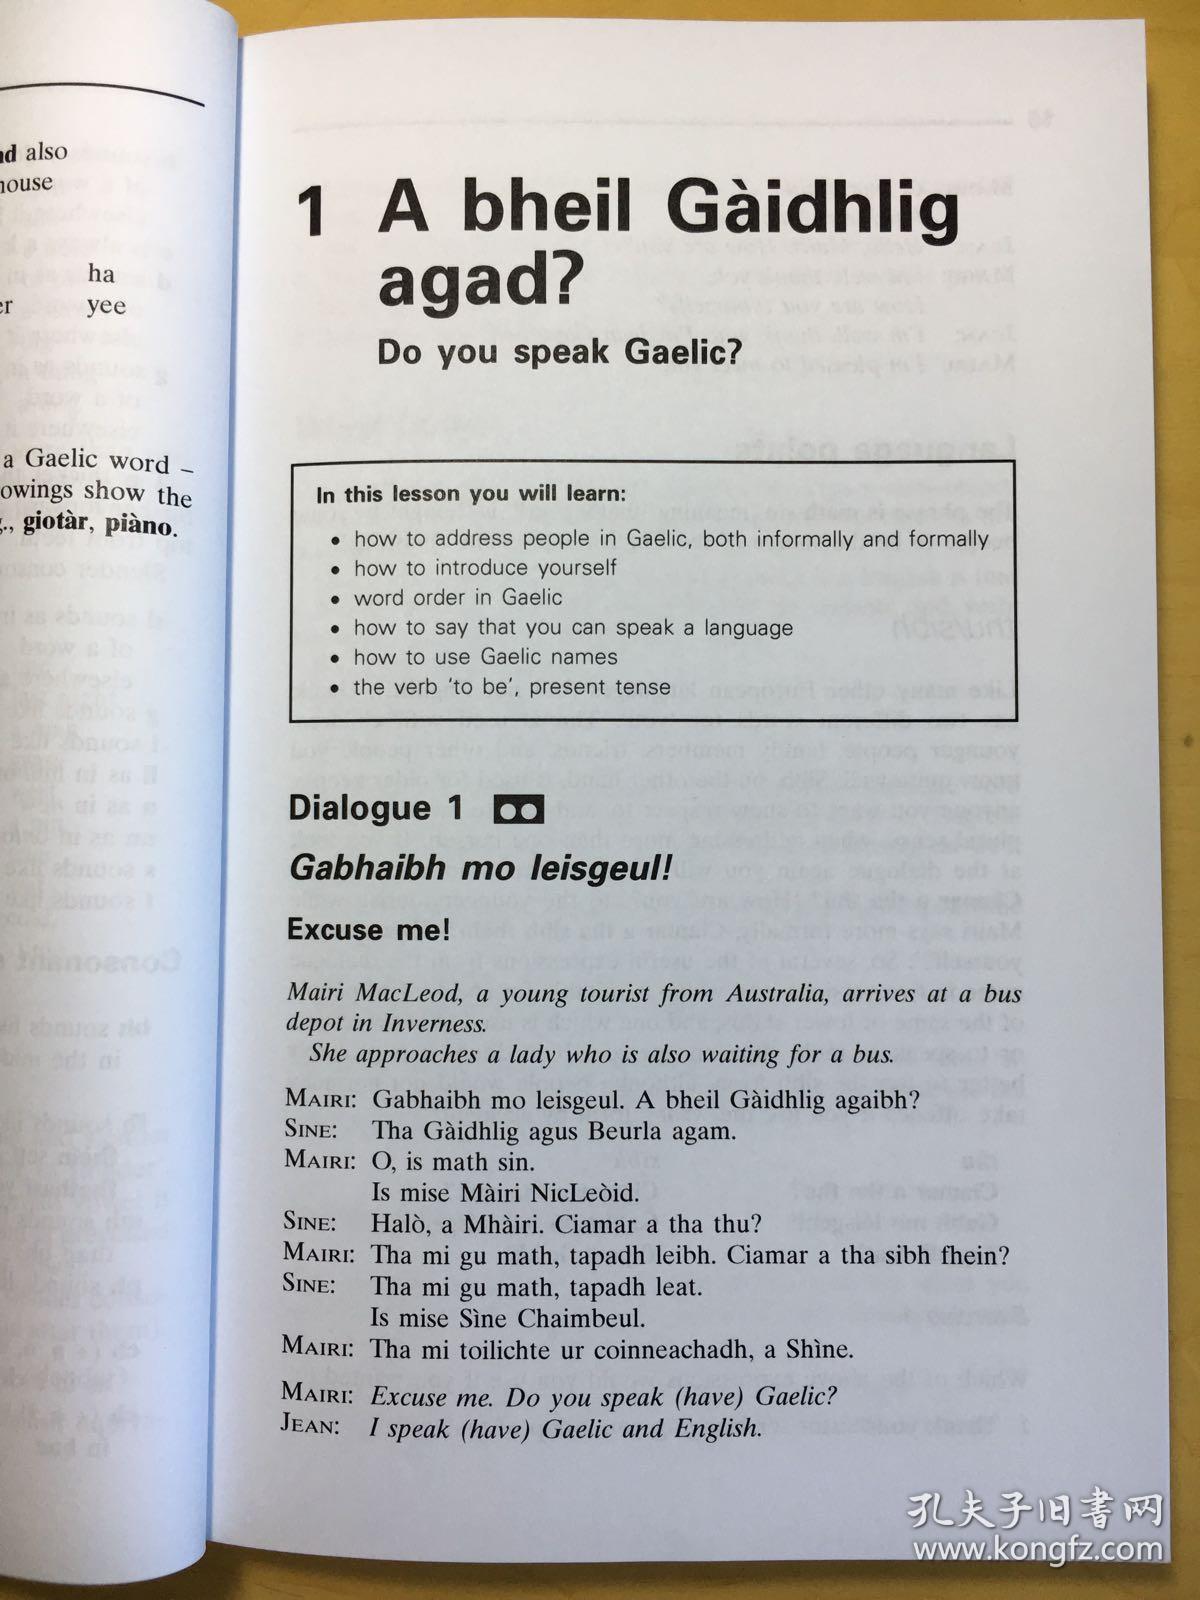 also
house
ha
yee
a Gaelic word –
owings show the
giotàr, piàno.
1 A bheil Gàidhlig
agad?
Do you speak Gaelic?
In this lesson you will learn:
• how to address people in Gaelic, both informally and formally
• how to introduce yourself
• word order in Gaelic
• how to say that you can speak a language
• how to use Gaelic names
• the verb 'to be', present tense
Dialogue 1
Gabhaibh mo leisgeul!
Excuse me!
Mairi MacLeod, a young tourist from Australia, arrives at a bus
depot in Inverness.
She approaches a lady who is also waiting for a bus.
MAIRI: Gabhaibh mo leisgeul. A bheil Gàidhlig agaibh?
SINE: Tha Gàidhlig agus Beurla agam.
MAIRI: O, is math sin.
Is mise Màiri NicLeòid.
SINE: Halò, a Mhàiri. Ciamar a tha thu?
MAIRI: Tha mi gu math, tapadh leibh. Ciamar a tha sibh fhein?
SINE: Tha mi gu math, tapadh leat.
Is mise Sìne Chaimbeul.
MAIRI: Tha mi toilichte ur coinneachadh, a Shìne.
MAIRI: Excuse me. Do you speak (have) Gaelic?
JEAN: I speak (have) Gaelic and English.
孔夫子旧书网
www.kongfz.com